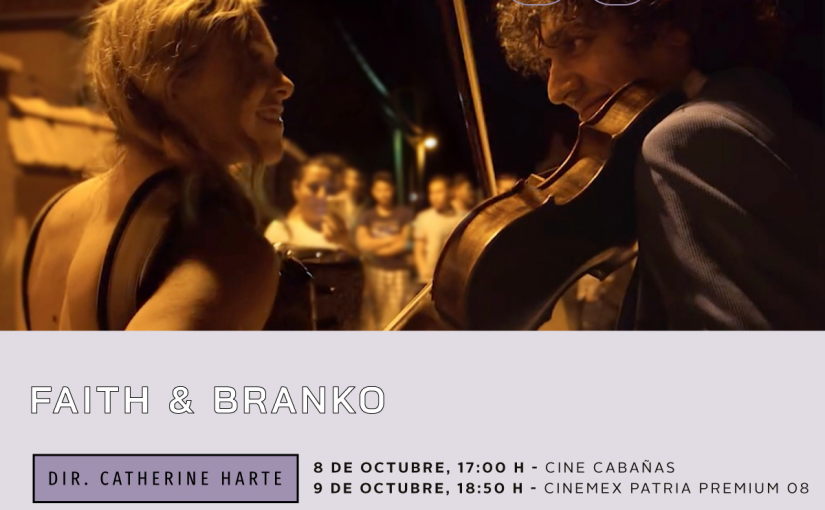 FAITH & BRANKO
DIR. CATHERINE HARTE
8 DE OCTUBRE, 17:00 H - CINE CABAÑAS
9 DE OCTUBRE, 18:50 H - CINEMEX PATRIA PREMIUM 08